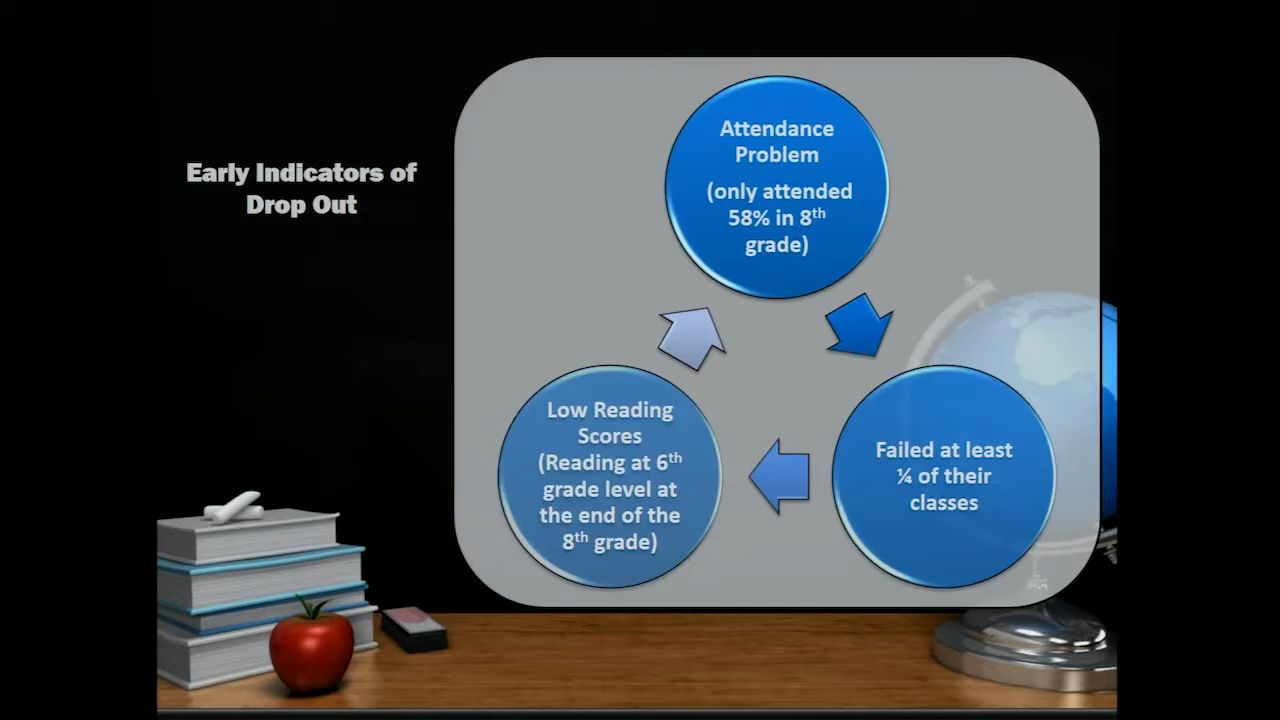 Early Indicators of
Drop Out
Attendance
Problem
(only attended
58% in 8th
grade)
Failed at least
¼ of their
classes
Low Reading
Scores
(Reading at 6th
grade level at
the end of the
8th grade)